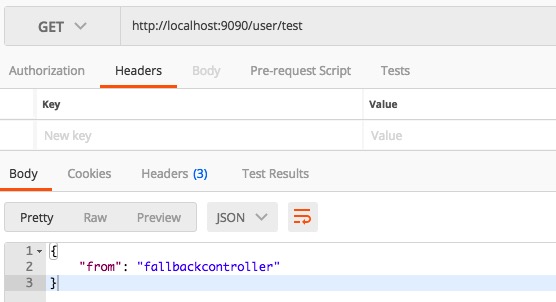 GET http://localhost:9090/user/test
Authorization Headers Body Pre-request Script Tests
Key Value
New key Value
Body Cookies Headers (3) Test Results
Pretty Raw Preview JSON
1 {
2 "from": "fallbackcontroller"
3 }